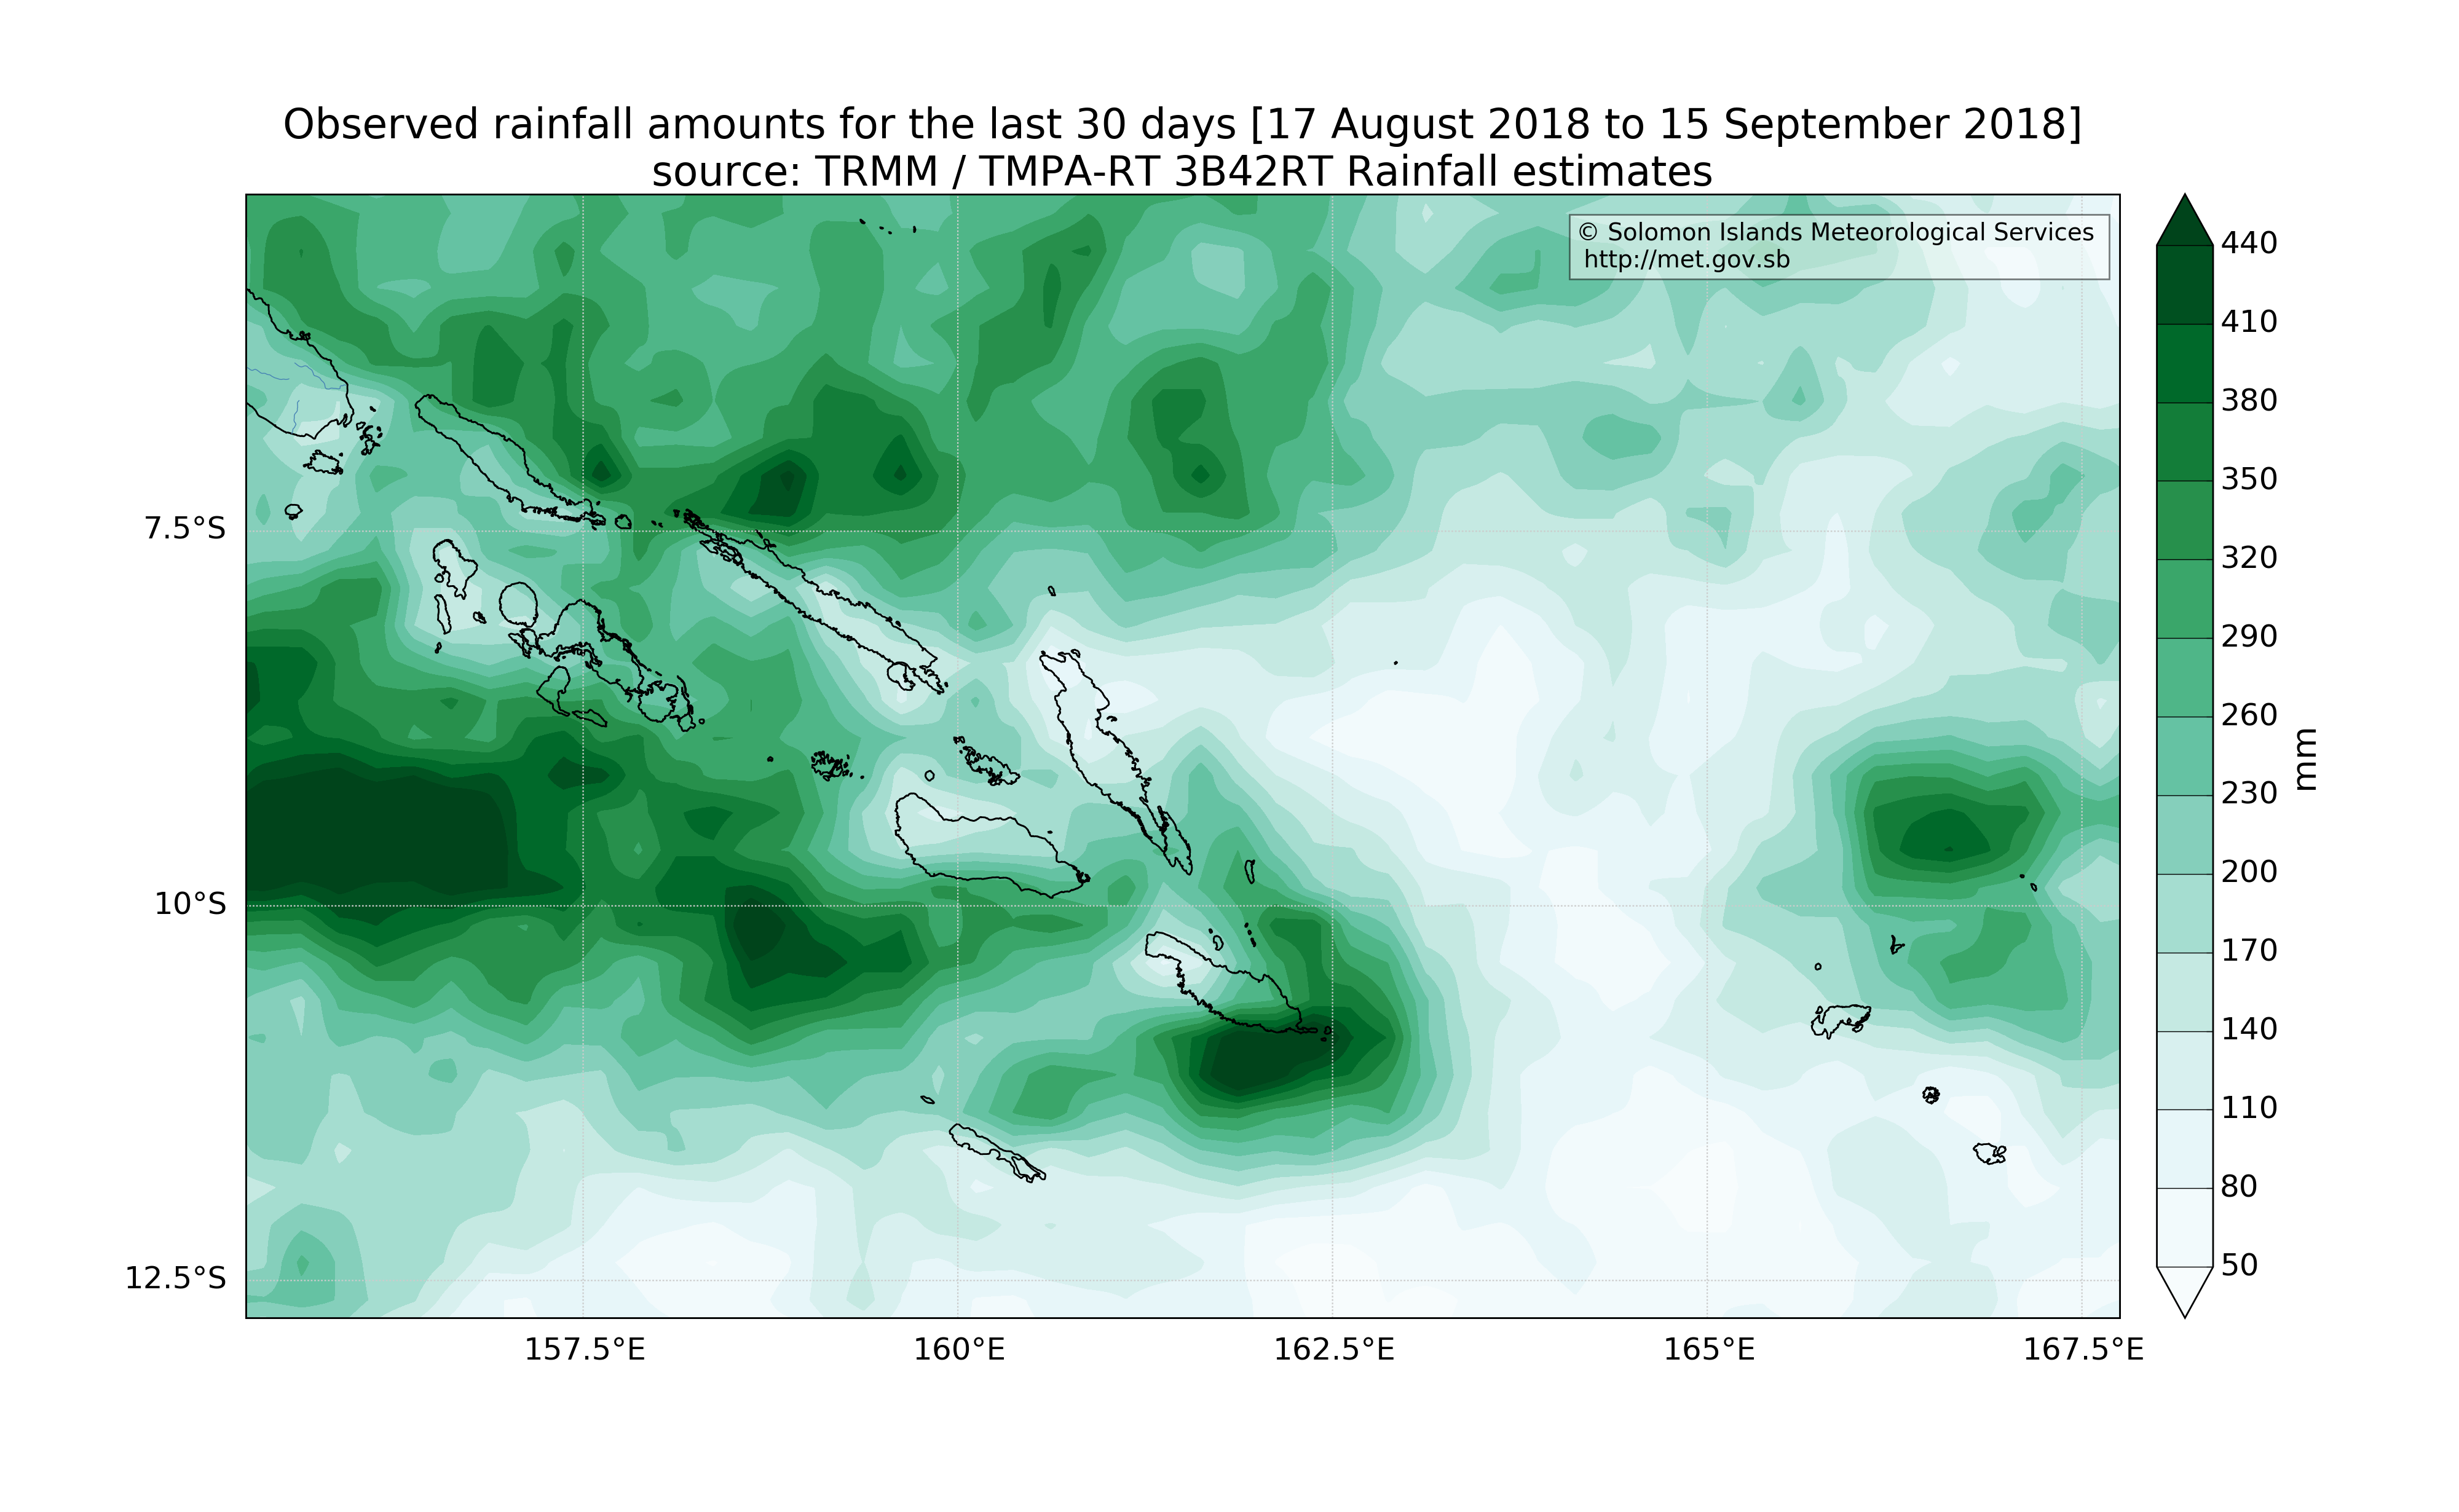 Observed rainfall amounts for the last 30 days [17 August 2018 to 15 September 2018]
source: TRMM / TMPA-RT 3B42RT Rainfall estimates
© Solomon Islands Meteorological Services
http://met.gov.sb
7.5°S
10°S
12.5°S
157.5°E
160°E
162.5°E
165°E
167.5°E
440
410
380
350
320
290
260
230
200
170
140
110
80
50
mm